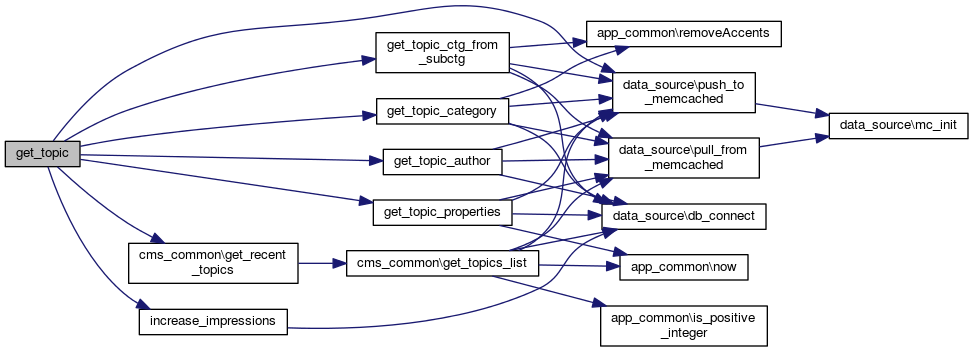 get_topic
get_topic_ctg_from
_subctg
get_topic_category
get_topic_author
get_topic_properties
cms_common\get_recent
_topics
increase_impressions
cms_common\get_topics_list
app_common\removeAccents
data_source\push_to
_memcached
data_source\pull_from
_memcached
data_source\db_connect
app_common\now
app_common\is_positive
_integer
data_source\mc_init